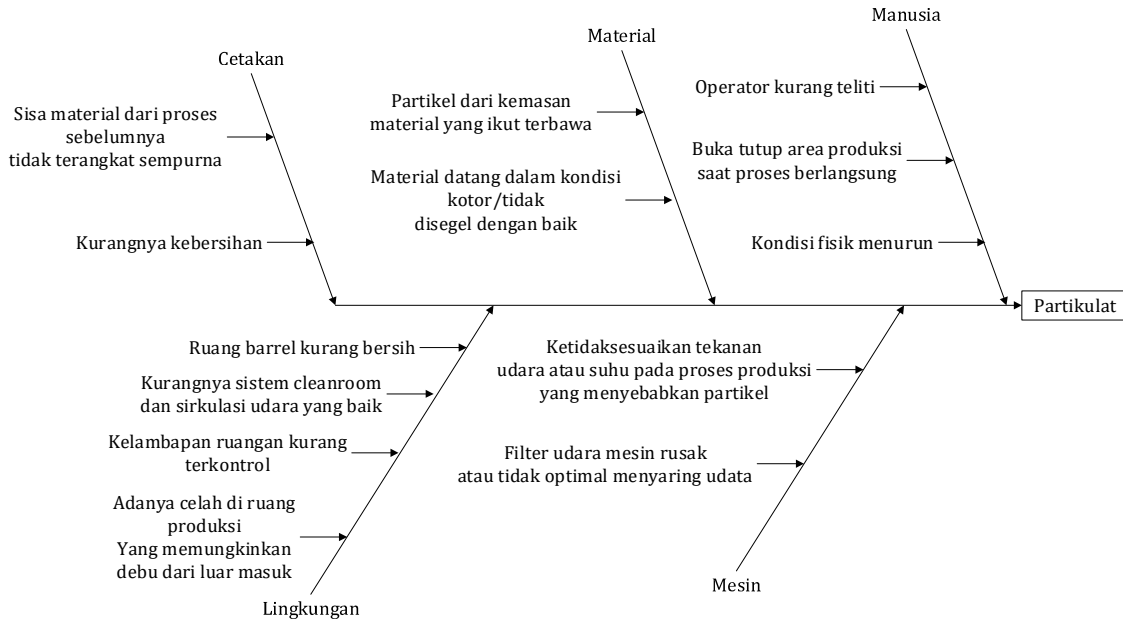 Manusia
Material
Cetakan
Operator kurang teliti
Partikel dari kemasan
material yang ikut terbawa
Sisa material dari proses
sebelumnya
tidak terangkat sempurna
Buka tutup area produksi
saat proses berlangsung
Material datang dalam kondisi
kotor/tidak
disegel dengan baik
Kurangnya kebersihan
Kondisi fisik menurun
Partikulat
Ruang barrel kurang bersih
Ketidaksesuaikan tekanan
udara atau suhu pada proses produksi
yang menyebabkan partikel
Kurangnya sistem cleanroom
dan sirkulasi udara yang baik
Kelambapan ruangan kurang
terkontrol
Filter udara mesin rusak
atau tidak optimal menyaring udata
Adanya celah di ruang
produksi
Yang memungkinkan
debu dari luar masuk
Mesin
Lingkungan